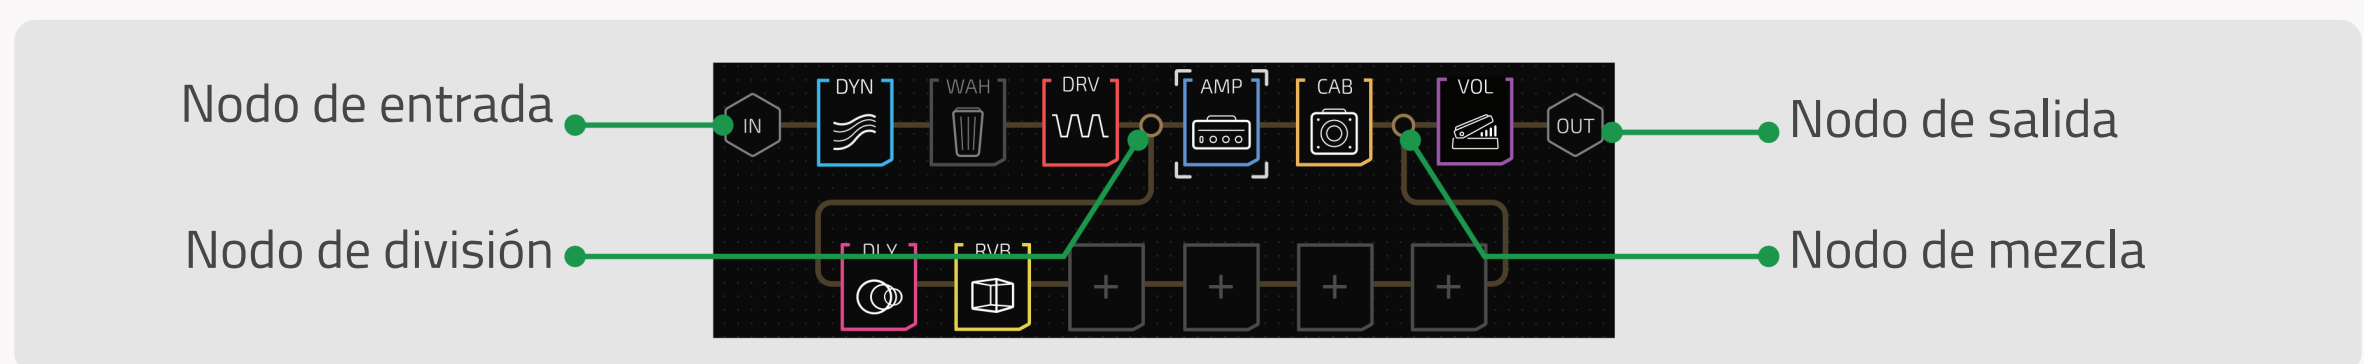 Nodo de entrada
Nodo de división
IN
DYN
WAH
DRV
AMP
CAB
VOL
OUT
DLY
RVB
Nodo de salida
Nodo de mezcla